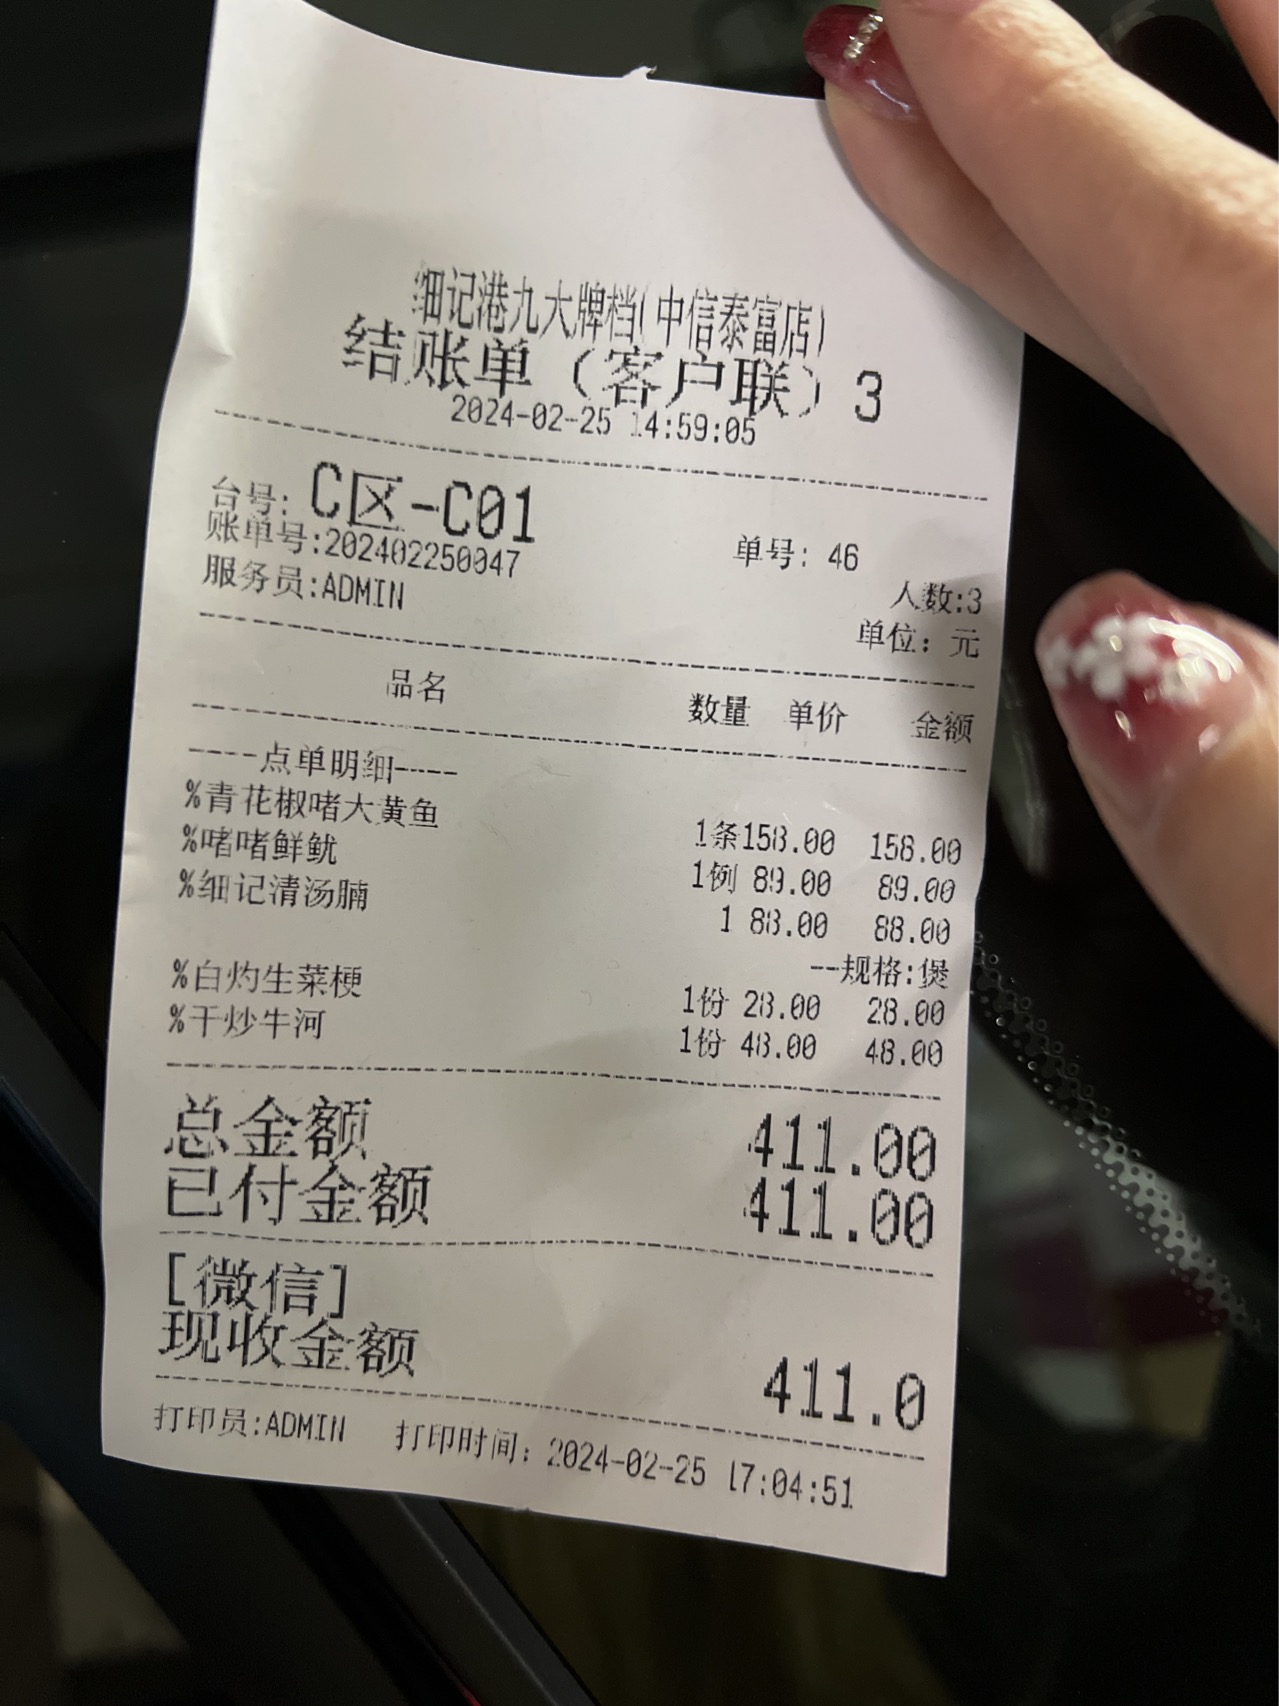 细记港九大牌档(中信泰富店)
结账单（客户联）3
2024-02-25 14:59:05
台号: C区-C01
单号: 46
账单号:202402250047
人数:3
服务员:ADMIN
单位: 元
品名 数量 单价 金额
----点单明细----
%青花椒啫大黄鱼 1条158.00 158.00
%啫啫鲜鱿 1例 89.00 89.00
%细记清汤腩 1 88.00 88.00
--规格:煲
%白灼生菜梗 1份 28.00 28.00
%干炒牛河 1份 48.00 48.00
总金额 411.00
已付金额 411.00
[微信]
现收金额 411.0
打印员:ADMIN 打印时间: 2024-02-25 17:04:51